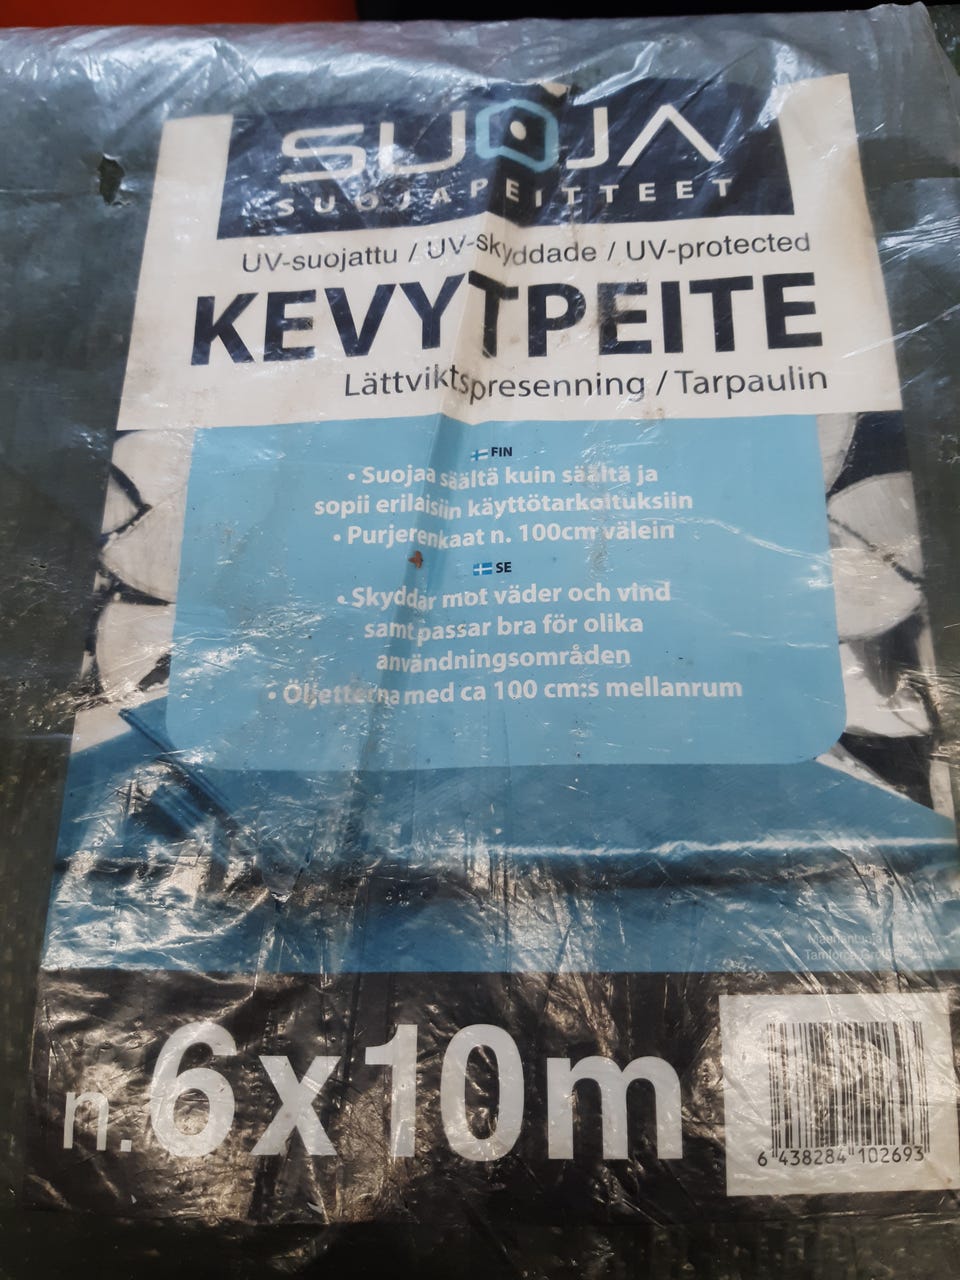 SUOJA
SUOJAPEITTEET
UV-suojattu / UV-skyddade / UV-protected
KEVYTPEITE
Lättviktspresenning / Tarpaulin
FIN
• Suojaa säältä kuin säältä ja
sopii erilaisiin käyttötarkoituksiin
• Purjerenkaat n. 100cm välein
SE
• Skyddar mot väder och vind
samt passar bra för olika
användningsområden
• Öljetterna med ca 100 cm:s mellanrum
n. 6x10m
6 438284 102693